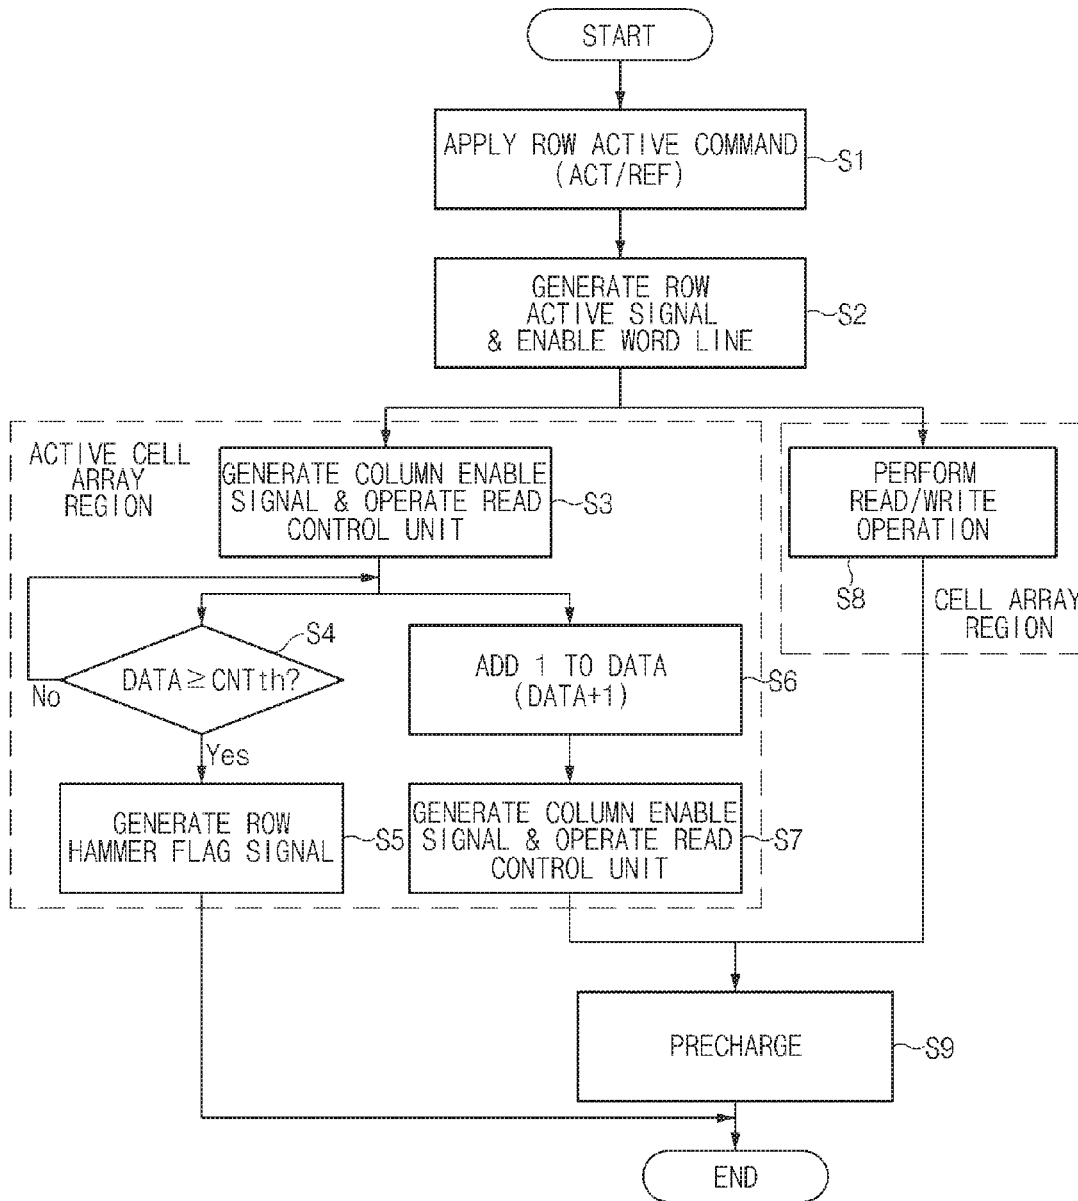 START
APPLY ROW ACTIVE COMMAND
(ACT/REF)
S1
GENERATE ROW
ACTIVE SIGNAL
& ENABLE WORD LINE
S2
ACTIVE CELL
ARRAY
REGION
GENERATE COLUMN ENABLE
SIGNAL & OPERATE READ
CONTROL UNIT
S3
PERFORM
READ/WRITE
OPERATION
S8
CELL ARRAY
REGION
DATA≥CNTth?
S4
No
Yes
ADD 1 TO DATA
(DATA+1)
S6
GENERATE ROW
HAMMER FLAG SIGNAL
S5
GENERATE COLUMN ENABLE
SIGNAL & OPERATE READ
CONTROL UNIT
S7
PRECHARGE
S9
END